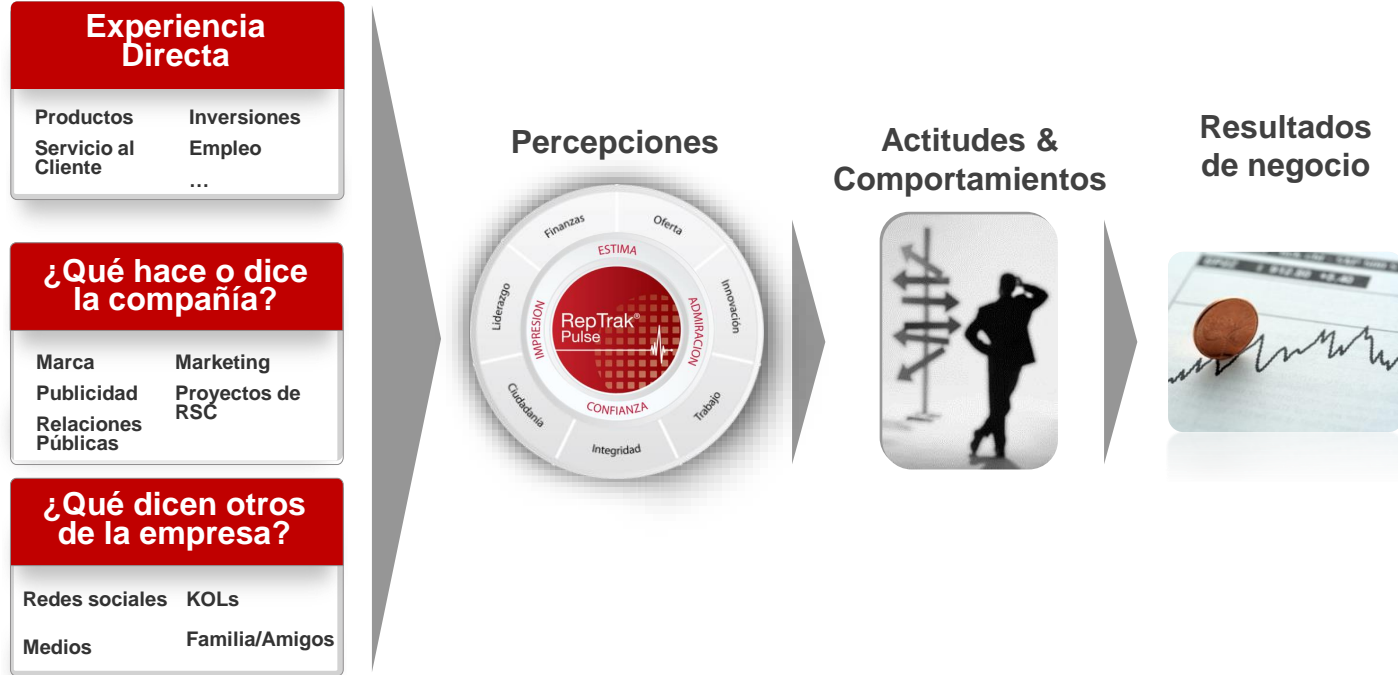 Experiencia
Directa
Productos
Inversiones
Servicio al
Cliente
Empleo
…
¿Qué hace o dice
la compañía?
Marca
Marketing
Publicidad
Proyectos de
RSC
Relaciones
Públicas
¿Qué dicen otros
de la empresa?
Redes sociales
KOLs
Medios
Familia/Amigos
Percepciones
Finanzas
Oferta
Innovación
Trabajo
Integridad
Ciudadanía
Liderazgo
ESTIMA
ADMIRACION
CONFIANZA
IMPRESION
RepTrak®
Pulse
Actitudes &
Comportamientos
Resultados
de negocio